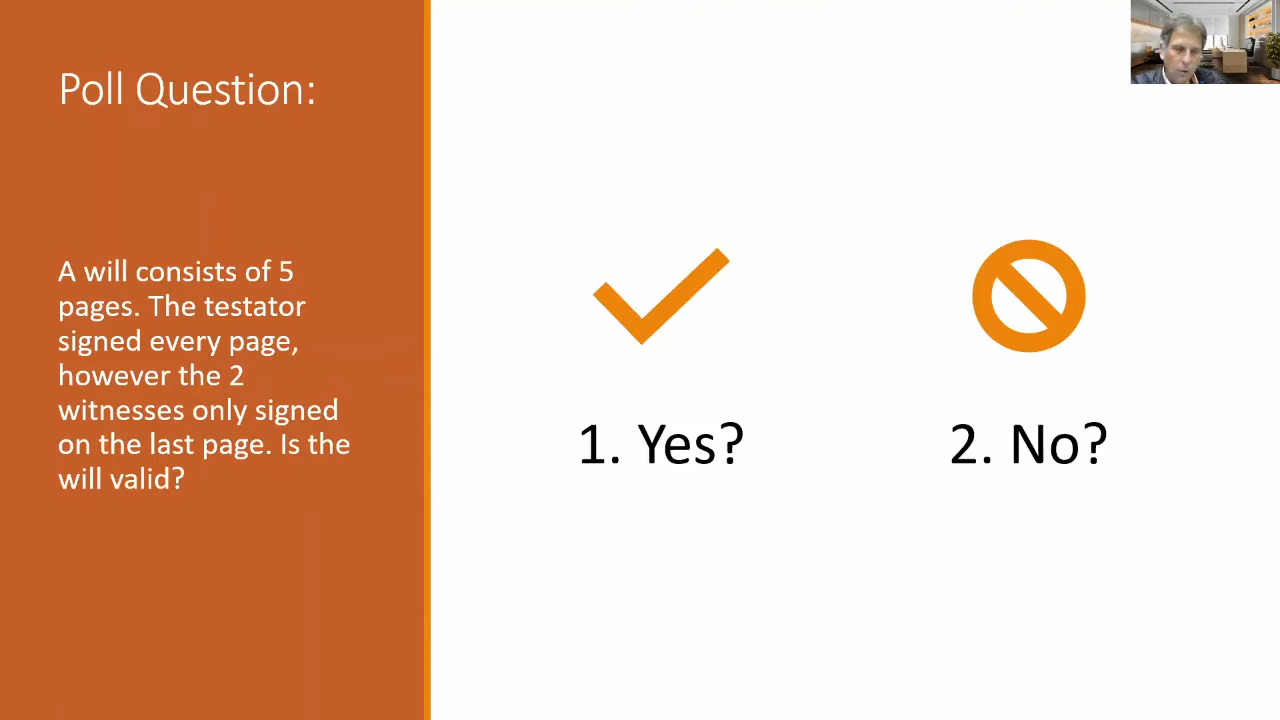 Poll Question:
A will consists of 5
pages. The testator
signed every page,
however the 2
witnesses only signed
on the last page. Is the
will valid?
1. Yes?
2. No?